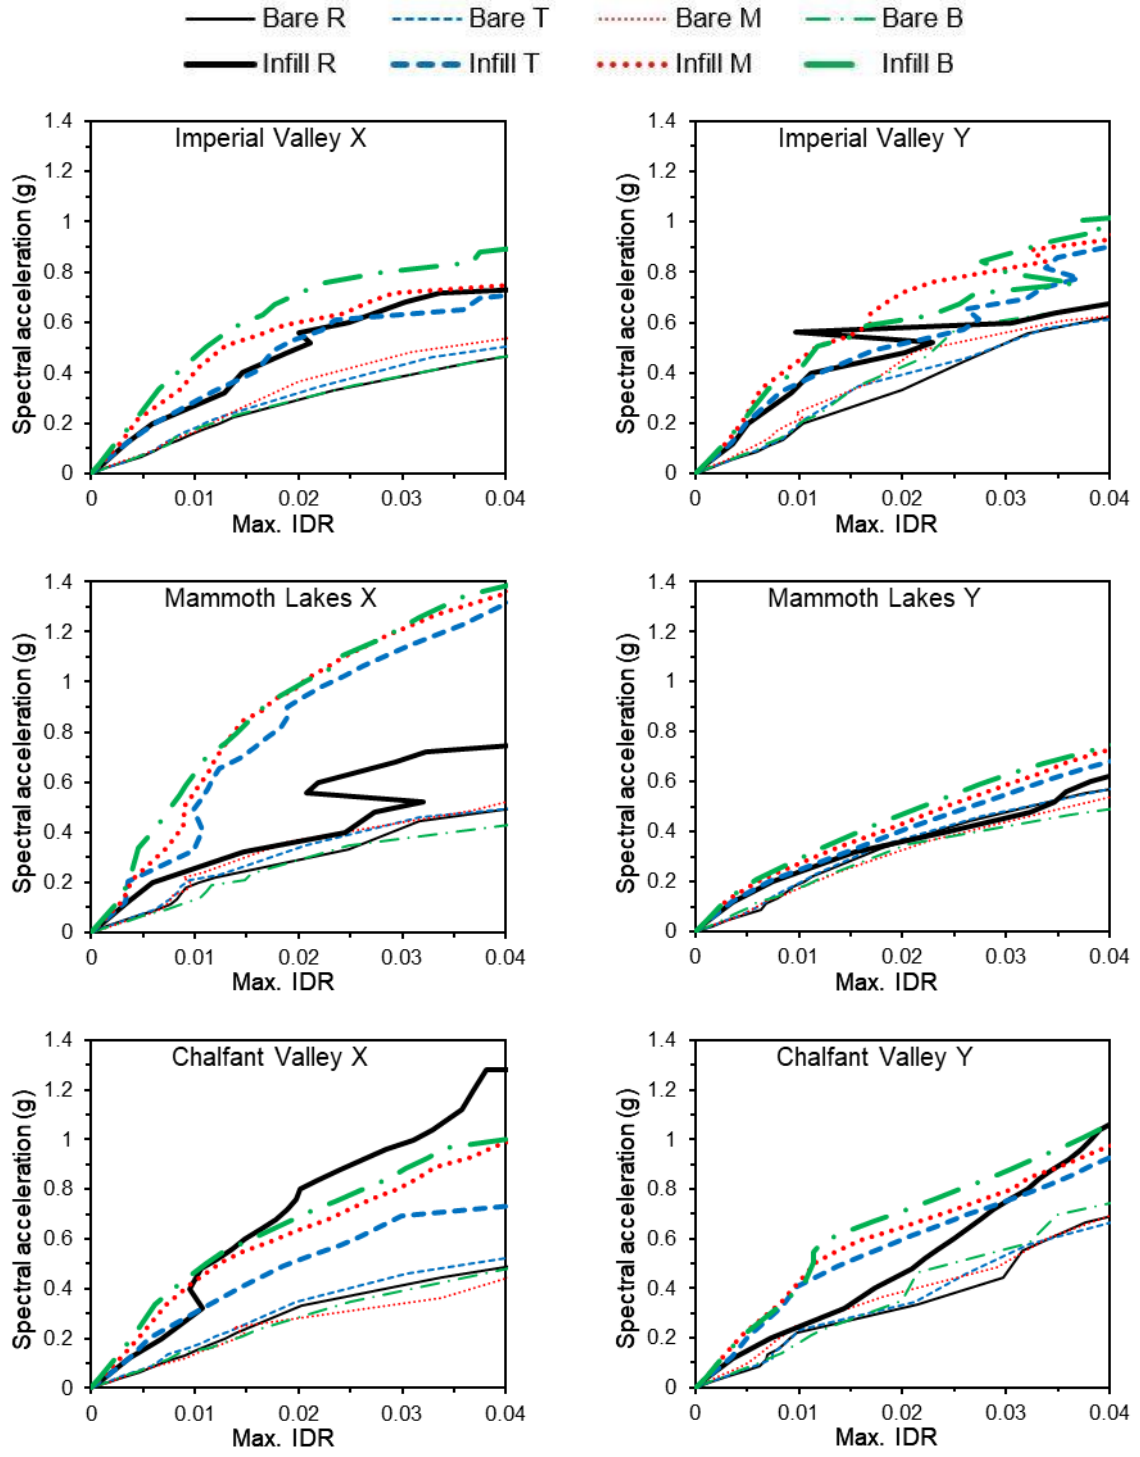 Bare R Bare T Bare M Bare B
Infill R Infill T Infill M Infill B
Imperial Valley X
Spectral acceleration (g)
1.4
1.2
1
0.8
0.6
0.4
0.2
0
0 0.01 0.02 0.03 0.04
Max. IDR
Imperial Valley Y
Spectral acceleration (g)
1.4
1.2
1
0.8
0.6
0.4
0.2
0
0 0.01 0.02 0.03 0.04
Max. IDR
Mammoth Lakes X
Spectral acceleration (g)
1.4
1.2
1
0.8
0.6
0.4
0.2
0
0 0.01 0.02 0.03 0.04
Max. IDR
Mammoth Lakes Y
Spectral acceleration (g)
1.4
1.2
1
0.8
0.6
0.4
0.2
0
0 0.01 0.02 0.03 0.04
Max. IDR
Chalfant Valley X
Spectral acceleration (g)
1.4
1.2
1
0.8
0.6
0.4
0.2
0
0 0.01 0.02 0.03 0.04
Max. IDR
Chalfant Valley Y
Spectral acceleration (g)
1.4
1.2
1
0.8
0.6
0.4
0.2
0
0 0.01 0.02 0.03 0.04
Max. IDR